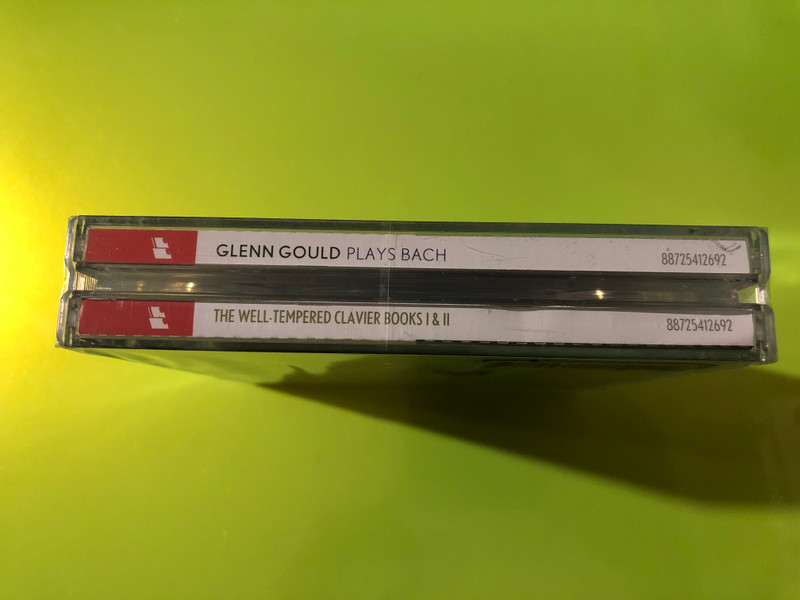 GLENN GOULD PLAYS BACH 88725412692
THE WELL-TEMPERED CLAVIER BOOKS I & II 88725412692